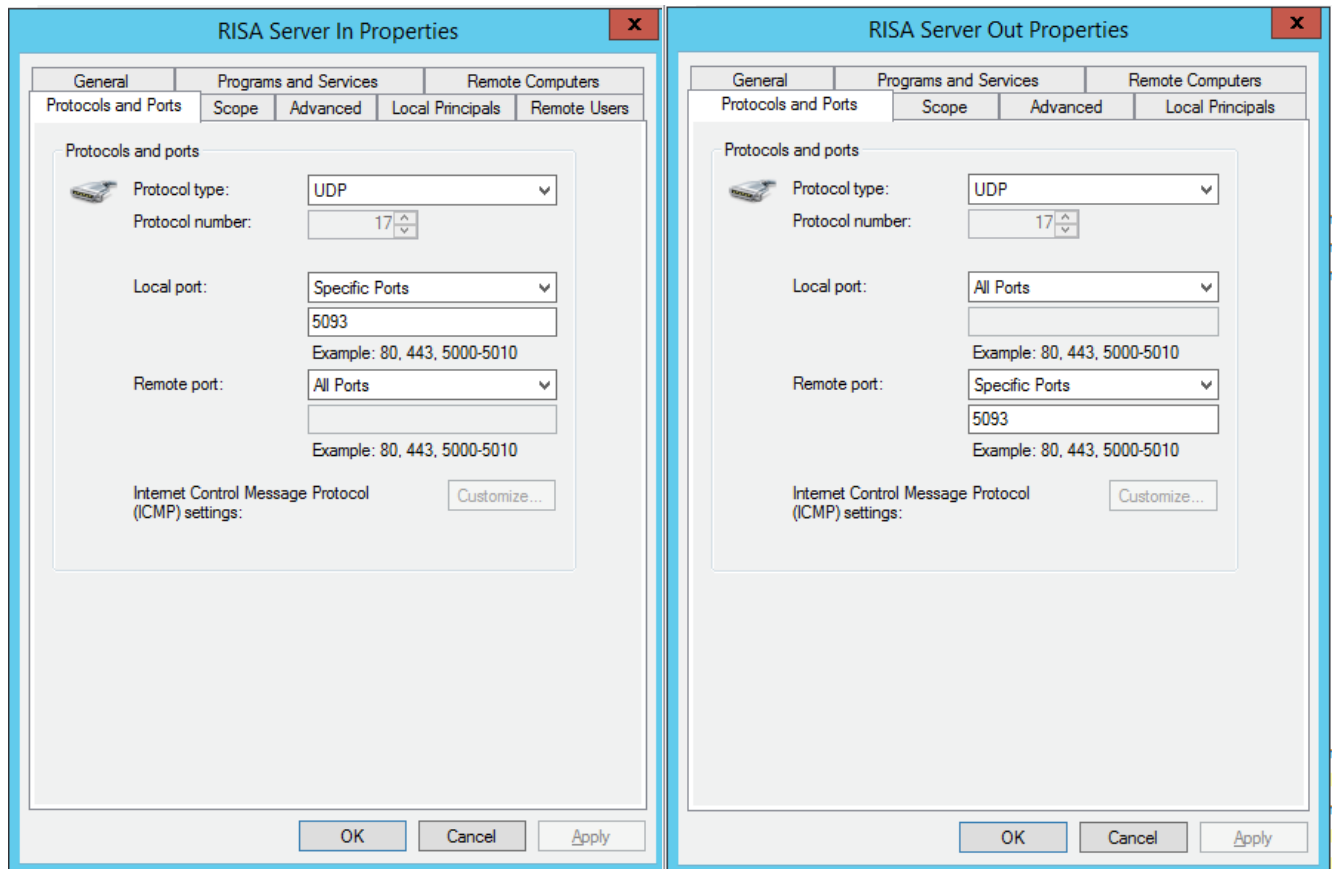 RISA Server In Properties
x
General
Programs and Services
Remote Computers
Protocols and Ports
Scope
Advanced
Local Principals
Remote Users
Protocols and ports
Protocol type:
UDP
Protocol number:
17
Local port:
Specific Ports
5093
Example: 80, 443, 5000-5010
Remote port:
All Ports
Example: 80, 443, 5000-5010
Internet Control Message Protocol
(ICMP) settings:
Customize...
OK
Cancel
Apply
RISA Server Out Properties
x
General
Programs and Services
Remote Computers
Protocols and Ports
Scope
Advanced
Local Principals
Protocols and ports
Protocol type:
UDP
Protocol number:
17
Local port:
All Ports
Example: 80, 443, 5000-5010
Remote port:
Specific Ports
5093
Example: 80, 443, 5000-5010
Internet Control Message Protocol
(ICMP) settings:
Customize...
OK
Cancel
Apply